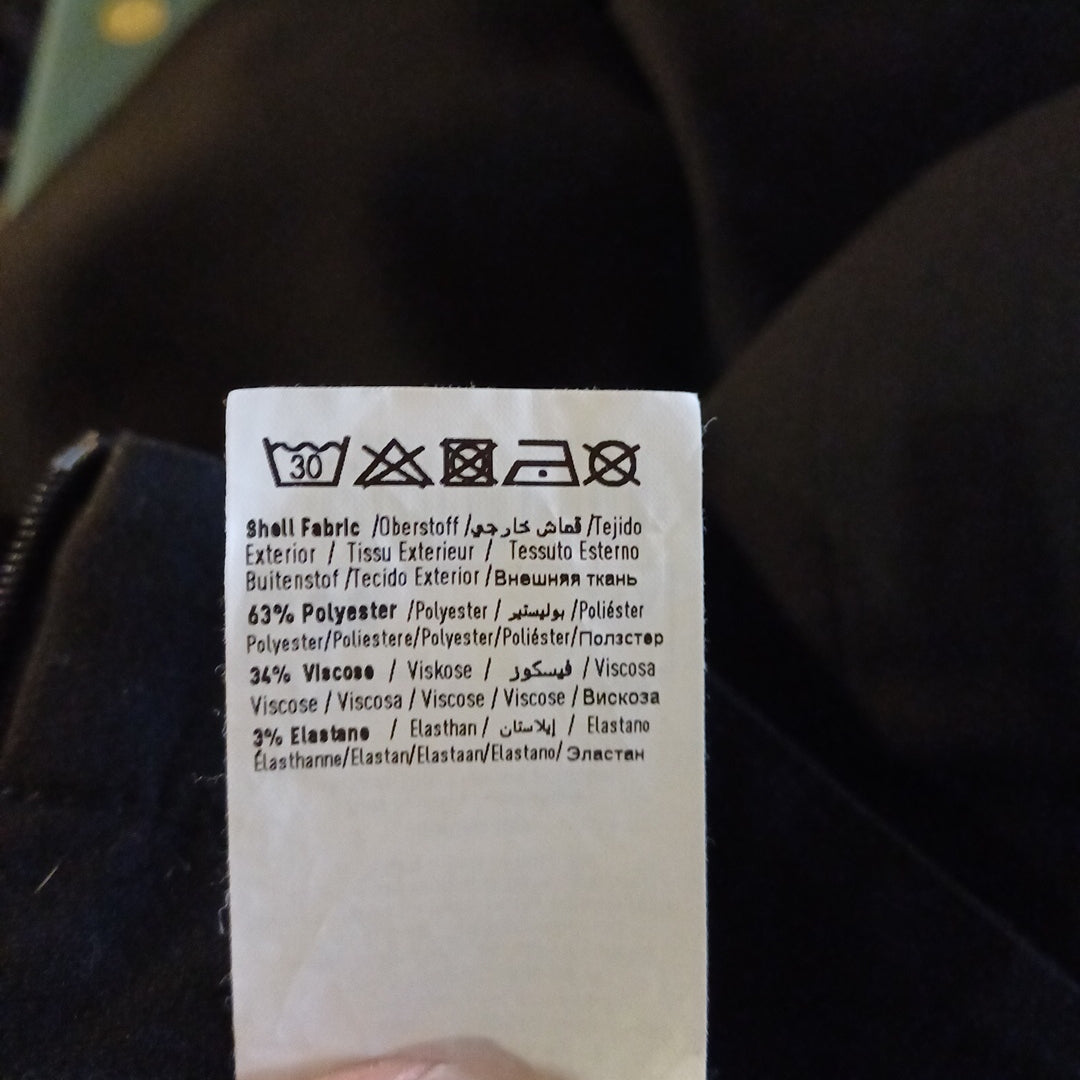 30
Shell Fabric /Oberstoff /قماش خارجي /Tejido
Exterior / Tissu Exterieur / Tessuto Esterno
Buitenstof /Tecido Exterior /Внешняя ткань
63% Polyester /Polyester / بوليستير /Poliéster
Polyester/Poliestere/Polyester/Poliéster/Полэстер
34% Viscose / Viskose / فيسكوز / Viscosa
Viscose / Viscosa / Viscose / Viscose / Вискоза
3% Elastane / Elasthan / إيلاستان / Elastano
Élasthanne/Elastan/Elastaan/Elastano/ Эластан